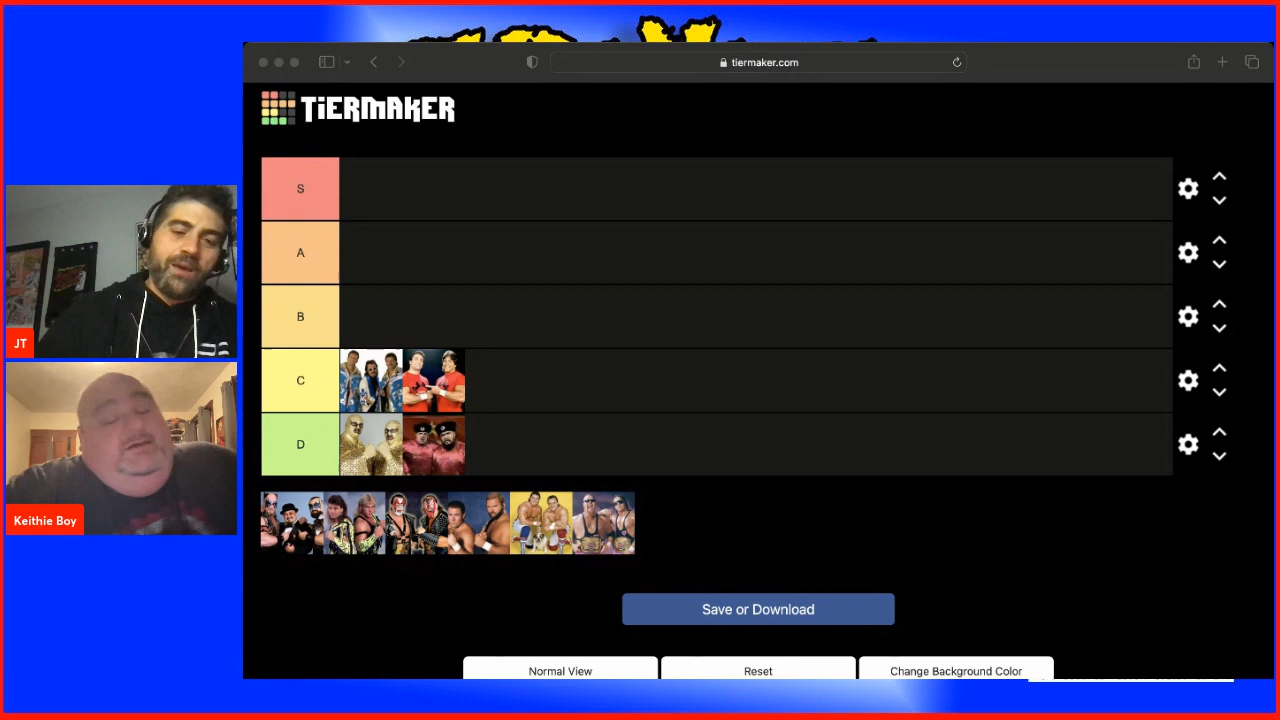 tiermaker.com
TiERMAKER
S
A
B
C
D
JT
Keithie Boy
Save or Download
Normal View
Reset
Change Background Color